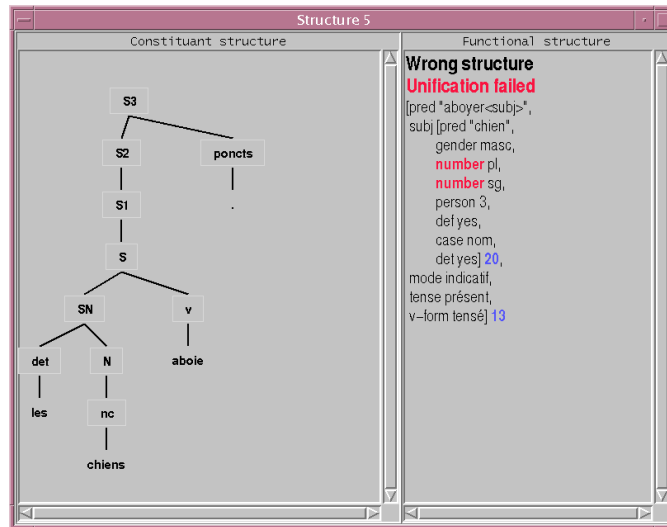 Structure 5
Constituant structure
Functional structure
S3
S2 poncts
S1 .
S
SN v
det N aboie
les nc
chiens
Wrong structure
Unification failed
[pred "aboyer<subj>",
subj [pred "chien",
gender masc,
number pl,
number sg,
person 3,
def yes,
case nom,
det yes] 20,
mode indicatif,
tense présent,
v-form tensé] 13